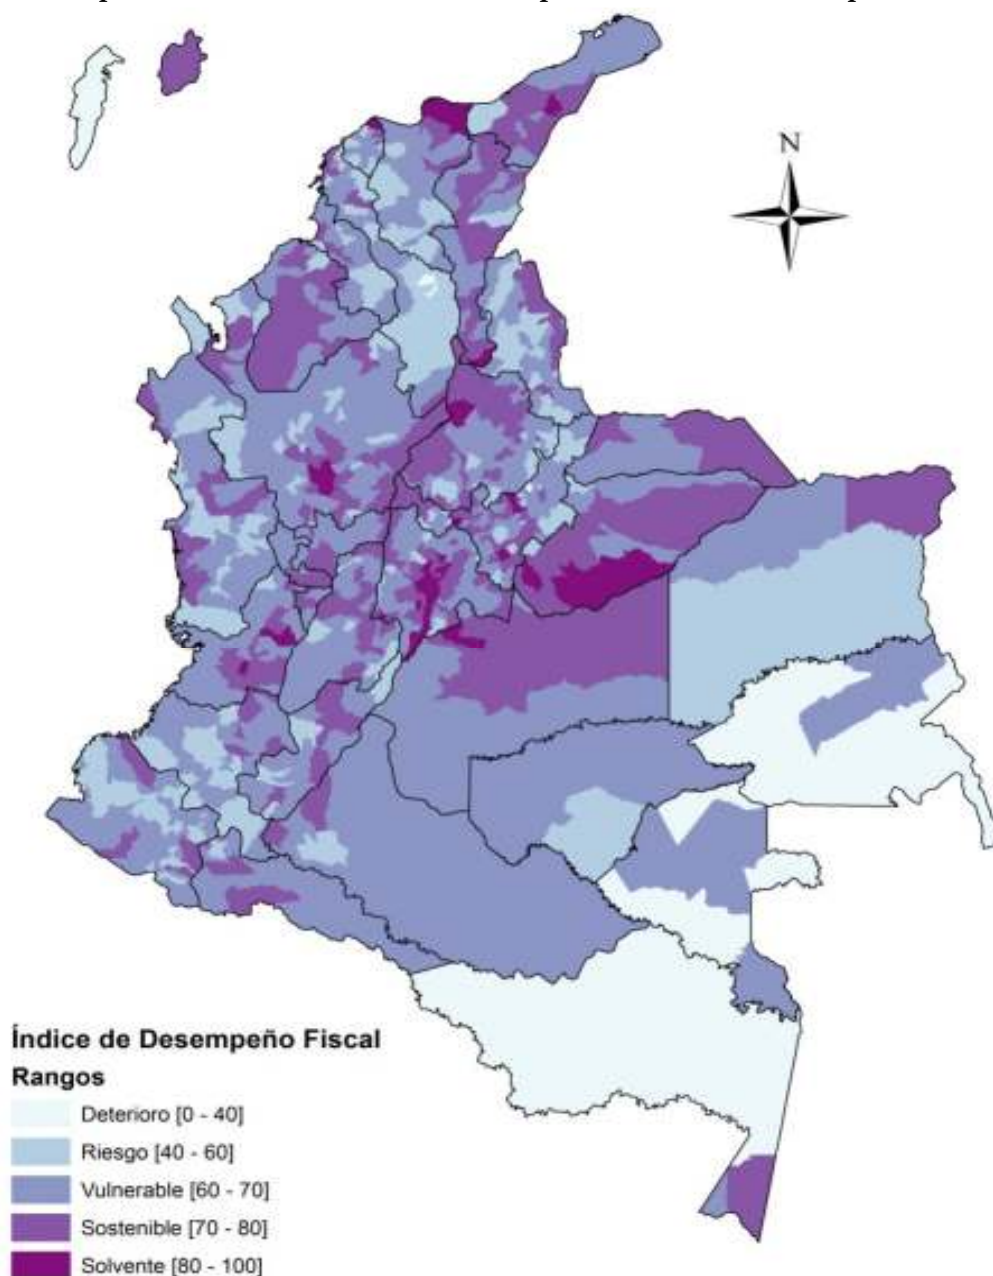 N
Índice de Desempeño Fiscal
Rangos
Deterioro [0 - 40]
Riesgo [40 - 60]
Vulnerable [60 - 70]
Sostenible [70 - 80]
Solvente [80 - 100]